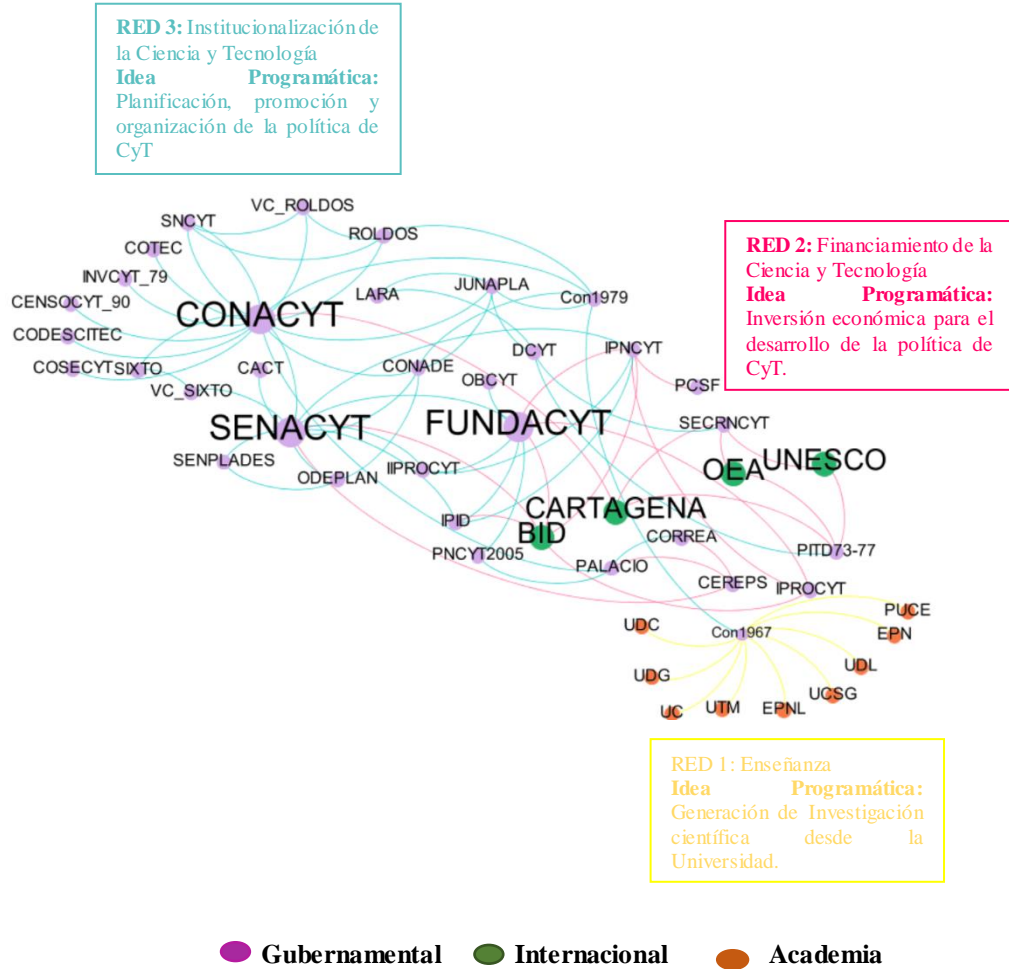 RED 3: Institucionalización de
la Ciencia y Tecnología
Idea Programática:
Planificación, promoción y
organización de la política de
CyT
VC_ROLDOS
SNCYT
ROLDOS
COTEC
INVCYT_79
JUNAPLA
LARA
Con1979
CENSOCYT_90
CONACYT
CODESCITEC
DCYT
IPNCYT
COSECYT
SIXTO
CACT
CONADE
OBCYT
PCSF
VC_SIXTO
RED 2: Financiamiento de la
Ciencia y Tecnología
Idea Programática:
Inversión económica para el
desarrollo de la política de
CyT.
SENACYT
FUNDACYT
SECRNCYT
SENPLADES
ODEPLAN
IIPROCYT
OEA
UNESCO
CARTAGENA
IPID
BID
CORREA
PNCYT2005
PALACIO
PITD73-77
CEREPS
IPROCYT
PUCE
UDC
Con1967
EPN
UDG
UDL
UC
UTM
EPNL
UCSG
RED 1: Enseñanza
Idea Programática:
Generación de Investigación
científica desde la
Universidad.
Gubernamental Internacional Academia